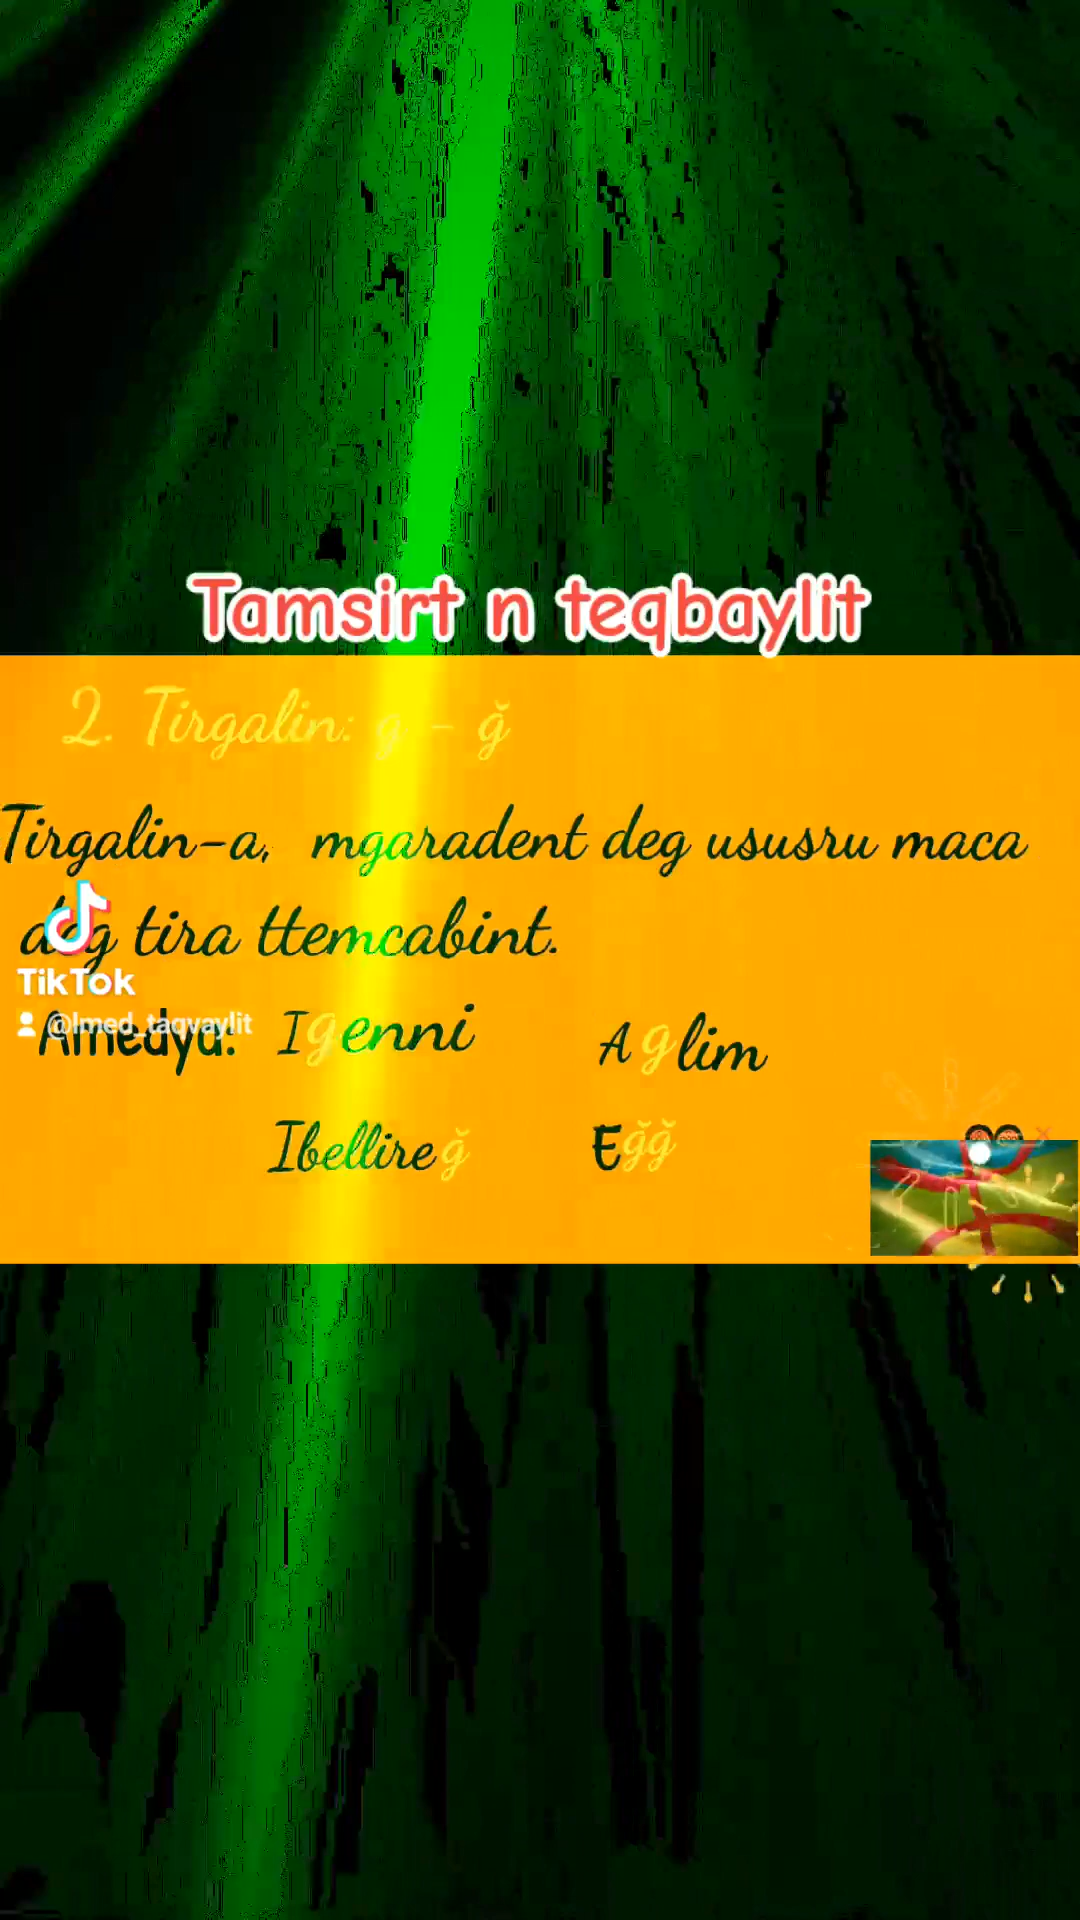 Tamsirt n teqbaylit
2. Tirgalin: g - ğ
Tirgalin-a, mgaradent deg ususru maca
deg tira ttemcabint.
TikTok
@lmed_taqvaylit
Amedya: Igenni Aglim
Ibellireğ Eğğ